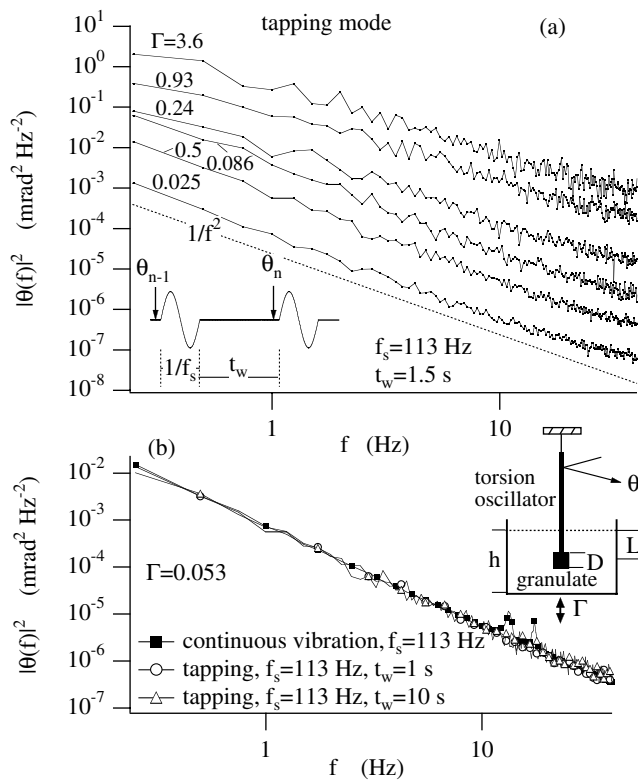 tapping mode
(a)
10^1
10^0
10^-1
10^-2
10^-3
10^-4
10^-5
10^-6
10^-7
10^-8
|θ(f)|^2 (mrad^2 Hz^-2)
Γ=3.6
0.93
0.24
0.086
0.5
0.025
1/f^2
θ_n-1
θ_n
1/f_s
t_w
f_s=113 Hz
t_w=1.5 s
1
10
f (Hz)
(b)
10^-2
10^-3
10^-4
10^-5
10^-6
10^-7
|θ(f)|^2 (mrad^2 Hz^-2)
torsion
oscillator
θ
h
D
L
granulate
Γ
Γ=0.053
continuous vibration, f_s=113 Hz
tapping, f_s=113 Hz, t_w=1 s
tapping, f_s=113 Hz, t_w=10 s
1
10
f (Hz)